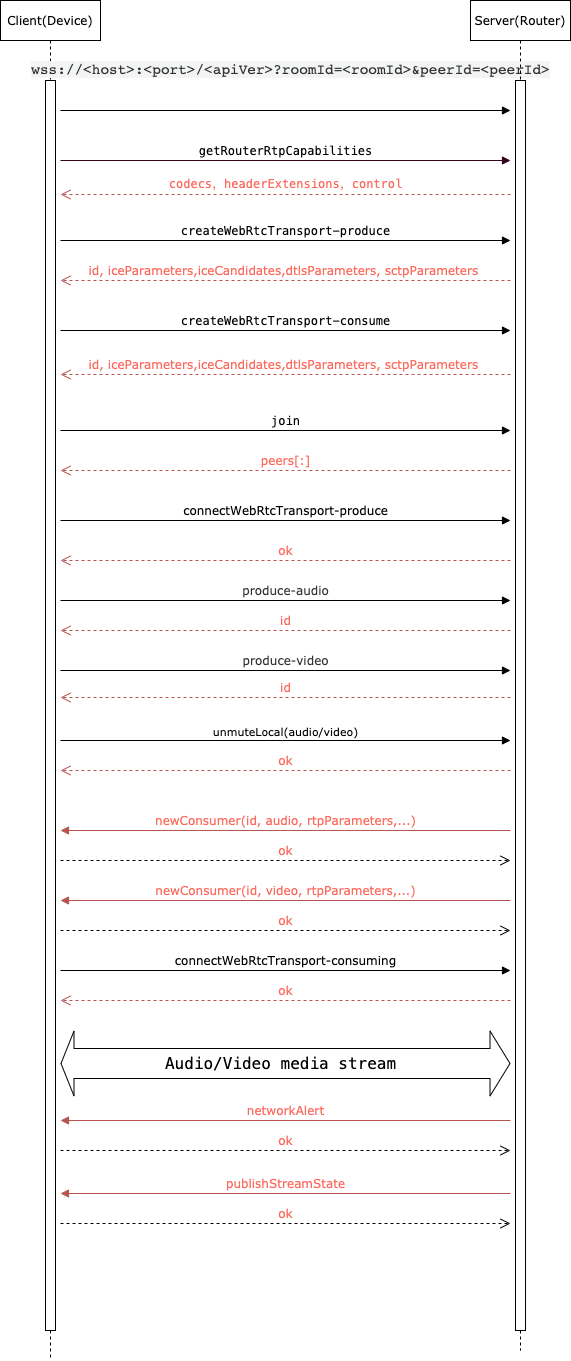 Client(Device)
Server(Router)
wss://<host>:<port>/<apiVer>?roomId=<roomId>&peerId=<peerId>
getRouterRtpCapabilities
codecs, headerExtensions, control
createWebRtcTransport-produce
id, iceParameters,iceCandidates,dtlsParameters, sctpParameters
createWebRtcTransport-consume
id, iceParameters,iceCandidates,dtlsParameters, sctpParameters
join
peers[:]
connectWebRtcTransport-produce
ok
produce-audio
id
produce-video
id
unmuteLocal(audio/video)
ok
newConsumer(id, audio, rtpParameters,...)
ok
newConsumer(id, video, rtpParameters,...)
ok
connectWebRtcTransport-consuming
ok
Audio/Video media stream
networkAlert
ok
publishStreamState
ok